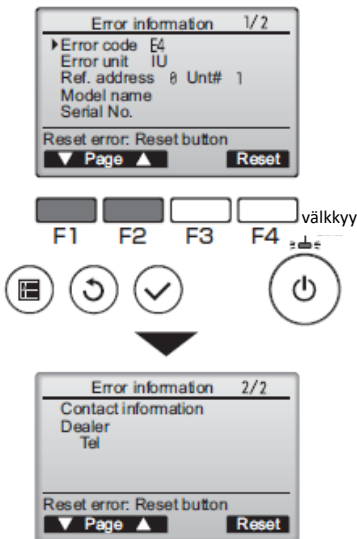 Error information 1/2
Error code E4
Error unit IU
Ref. address 0 Unt# 1
Model name
Serial No.
Reset error: Reset button
▼ Page ▲ Reset
välkkyy
F1 F2 F3 F4
Error information 2/2
Contact information
Dealer
Tel
Reset error: Reset button
▼ Page ▲ Reset